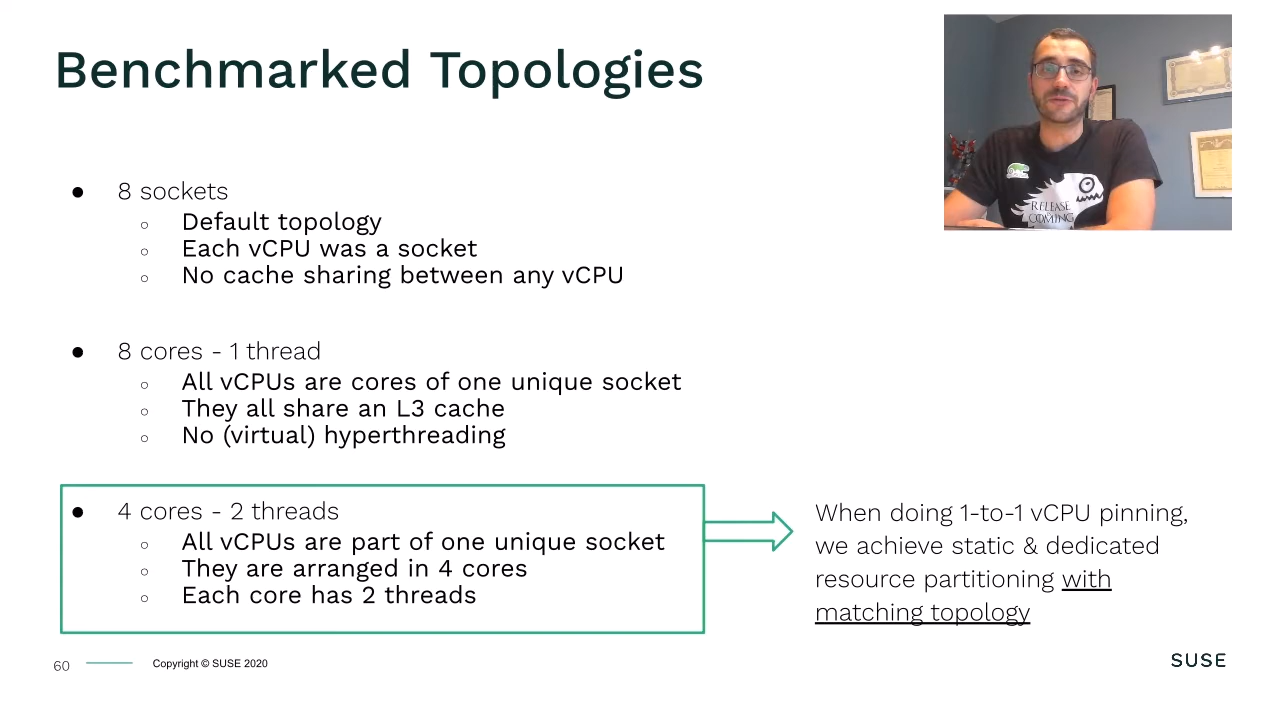 Benchmarked Topologies
RELEASE
COMING
● 8 sockets
○ Default topology
○ Each vCPU was a socket
○ No cache sharing between any vCPU
● 8 cores - 1 thread
○ All vCPUs are cores of one unique socket
○ They all share an L3 cache
○ No (virtual) hyperthreading
● 4 cores - 2 threads
○ All vCPUs are part of one unique socket
○ They are arranged in 4 cores
○ Each core has 2 threads
When doing 1-to-1 vCPU pinning,
we achieve static & dedicated
resource partitioning with
matching topology
60
Copyright © SUSE 2020
SUSE